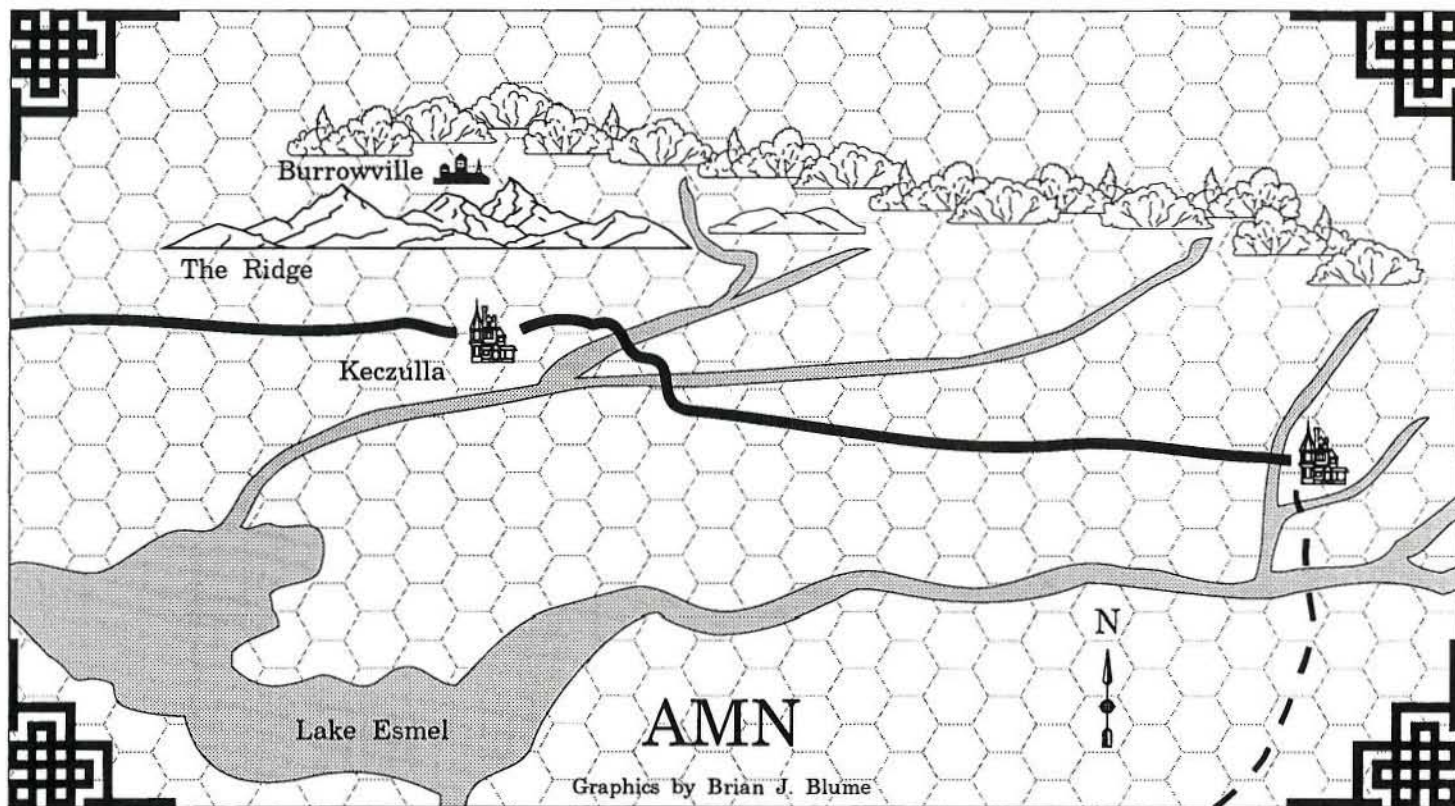 Burrowville
The Ridge
Keczulla
N
AMN
Lake Esmel
Graphics by Brian J. Blume